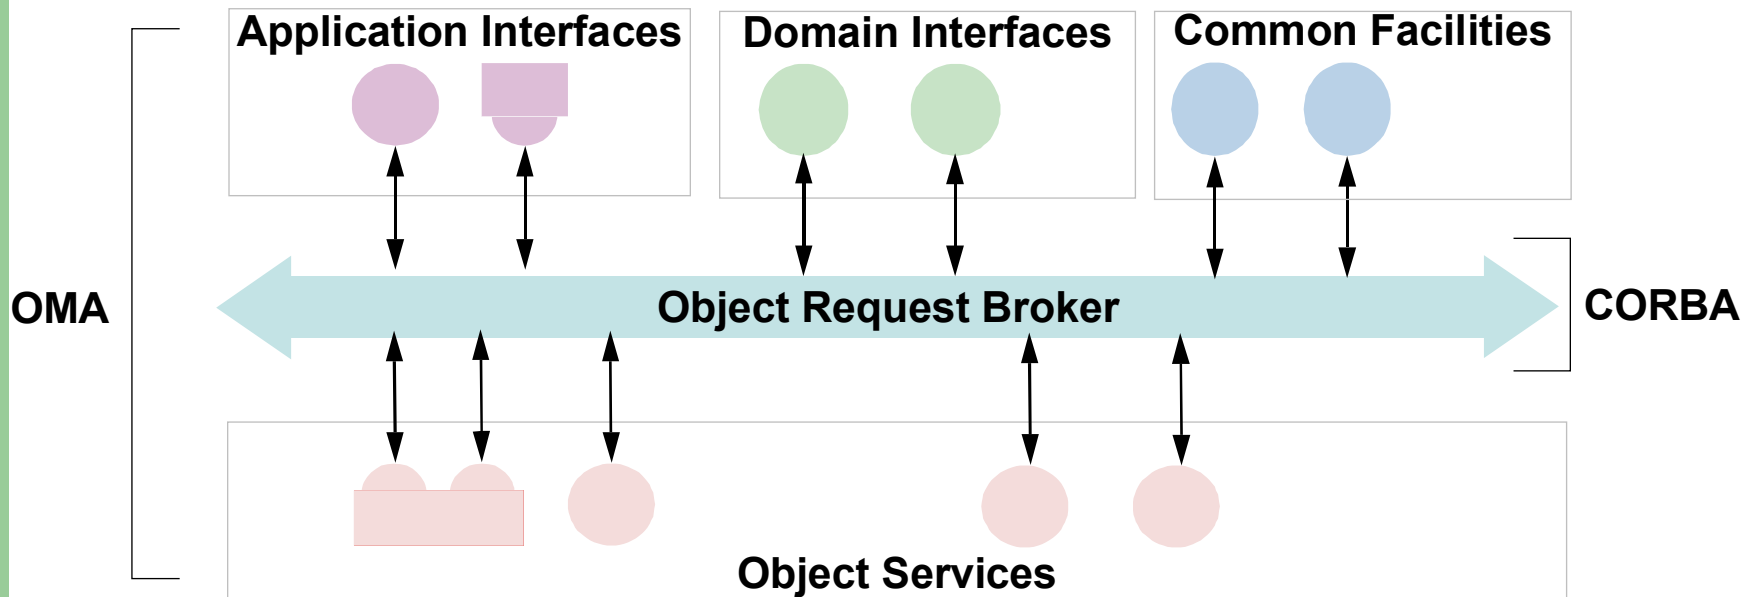 Application Interfaces
Domain Interfaces
Common Facilities
OMA
Object Request Broker
CORBA
Object Services